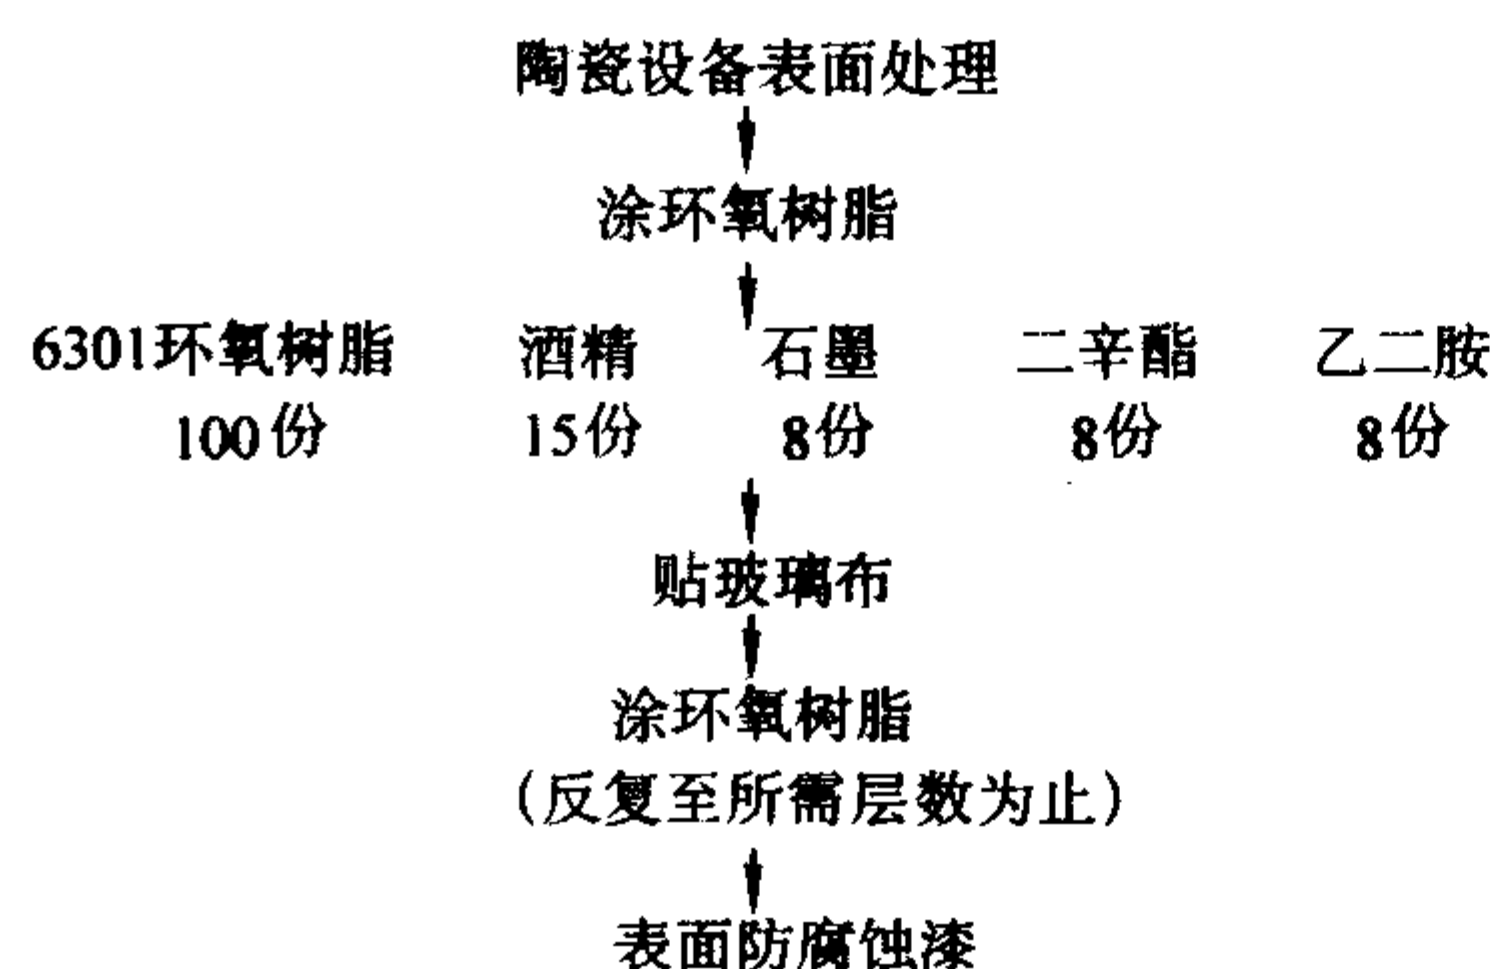 陶瓷设备表面处理
涂环氧树脂
6301环氧树脂 酒精 石墨 二辛酯 乙二胺
100份 15份 8份 8份 8份
贴玻璃布
涂环氧树脂
(反复至所需层数为止)
表面防腐蚀漆